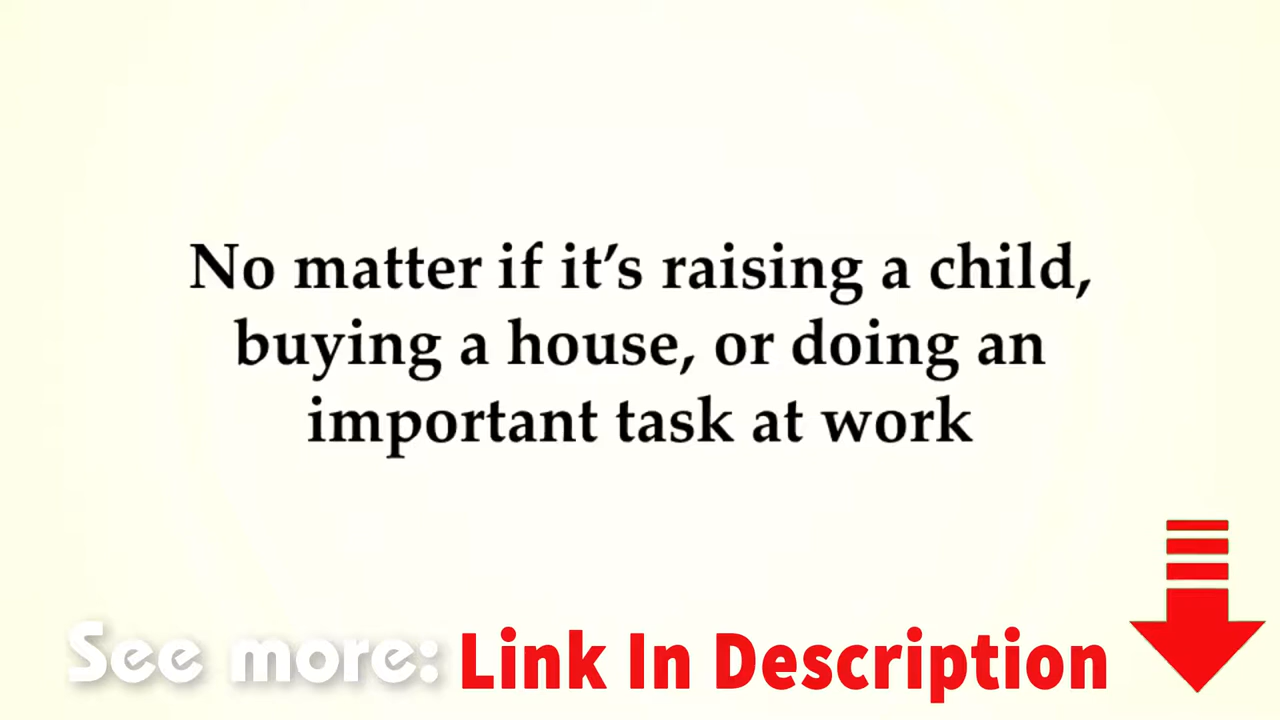 No matter if it’s raising a child,
buying a house, or doing an
important task at work
See more: Link In Description